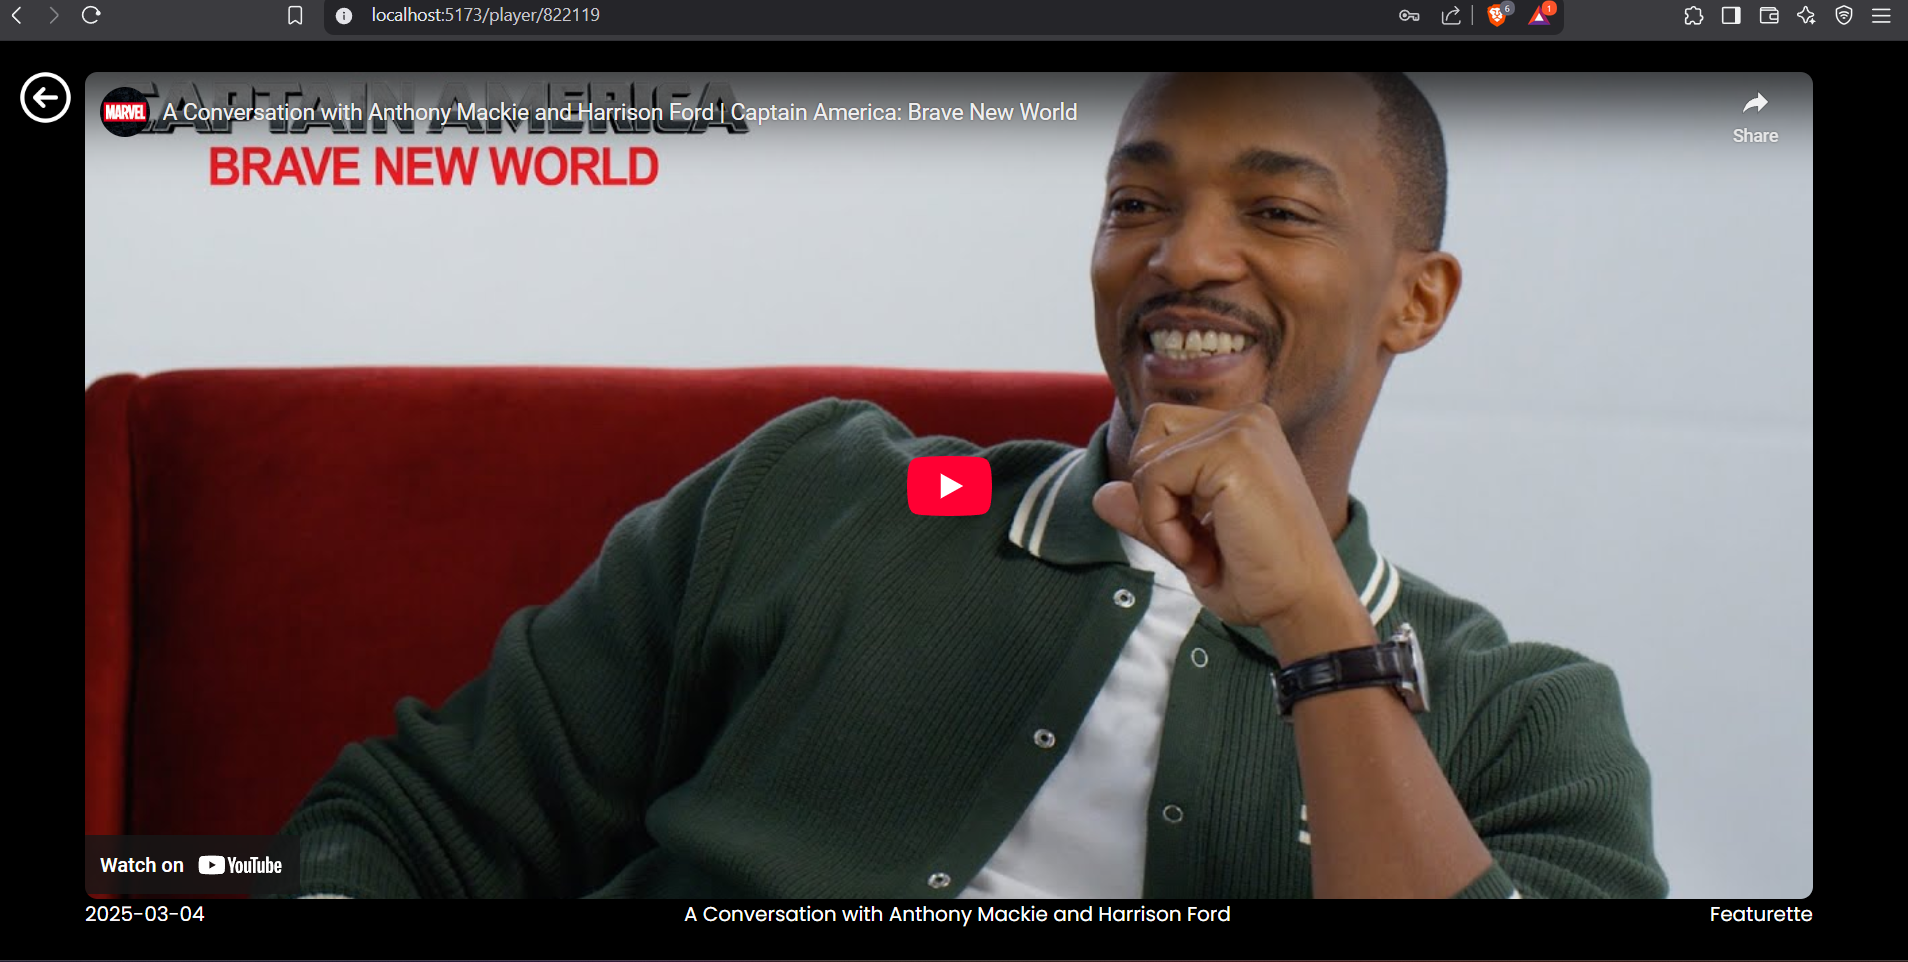 localhost:5173/player/822119
6
1
CAPTAIN AMERICA
MARVEL
A Conversation with Anthony Mackie and Harrison Ford | Captain America: Brave New World
Share
BRAVE NEW WORLD
Watch on YouTube
2025-03-04
A Conversation with Anthony Mackie and Harrison Ford
Featurette